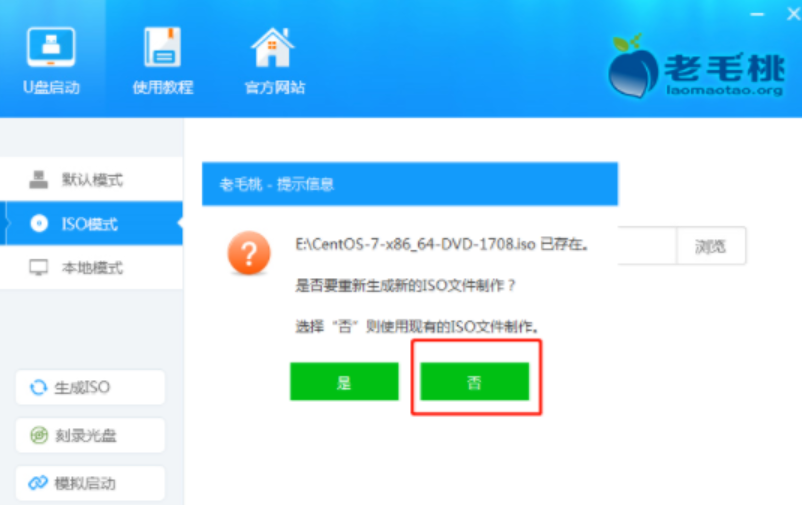 U盘启动
使用教程
官方网站
老毛桃
laomaotao.org
默认模式
ISO模式
本地模式
生成ISO
刻录光盘
模拟启动
老毛桃 - 提示信息
?
E:\CentOS-7-x86_64-DVD-1708.iso 已存在。
是否要重新生成新的ISO文件制作？
选择“否”则使用现有的ISO文件制作。
是
否
浏览